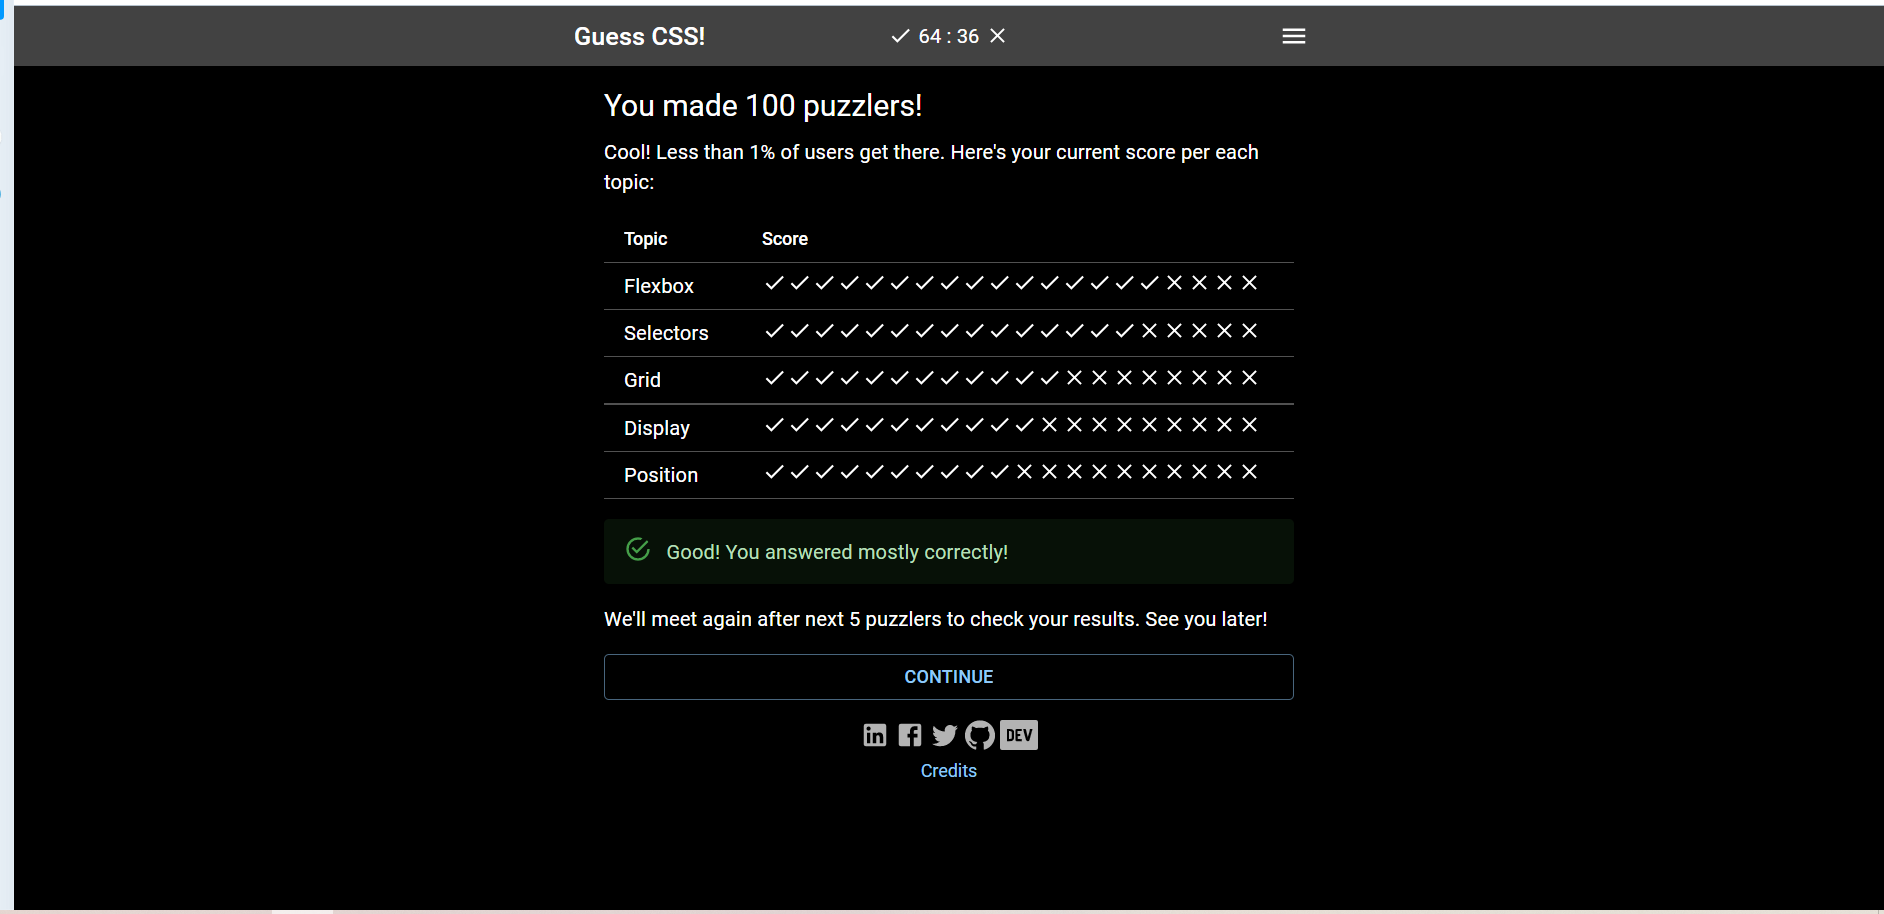 Guess CSS!
64 : 36
You made 100 puzzlers!
Cool! Less than 1% of users get there. Here's your current score per each
topic:
Topic Score
Flexbox
Selectors
Grid
Display
Position
Good! You answered mostly correctly!
We'll meet again after next 5 puzzlers to check your results. See you later!
CONTINUE
in f DEV
Credits